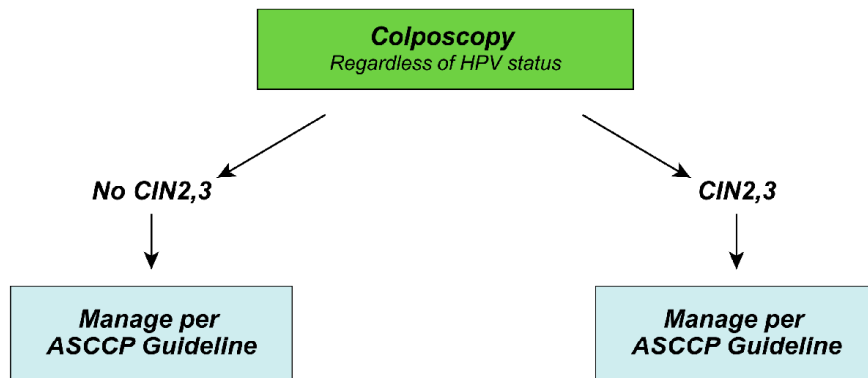 Colposcopy
Regardless of HPV status
No CIN2,3
CIN2,3
Manage per
ASCCP Guideline
Manage per
ASCCP Guideline